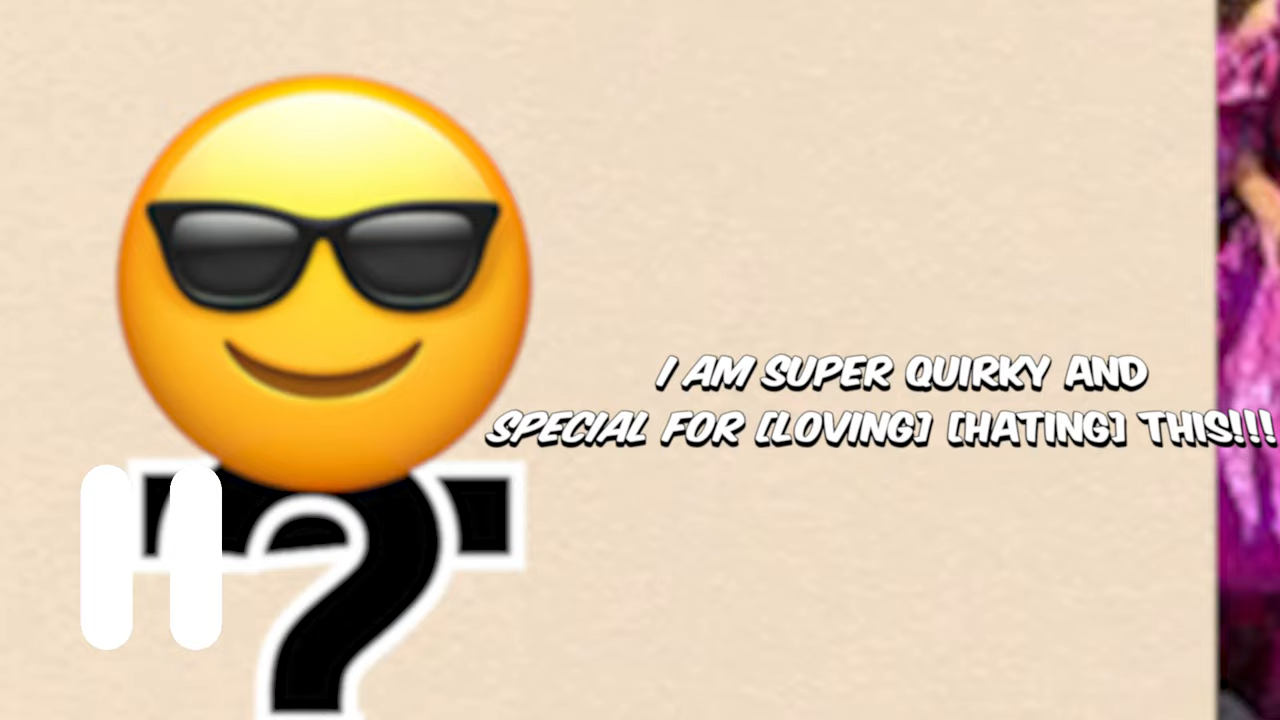 I AM SUPER QUIRKY AND
SPECIAL FOR [LOVING] [HATING] THIS!!!
?